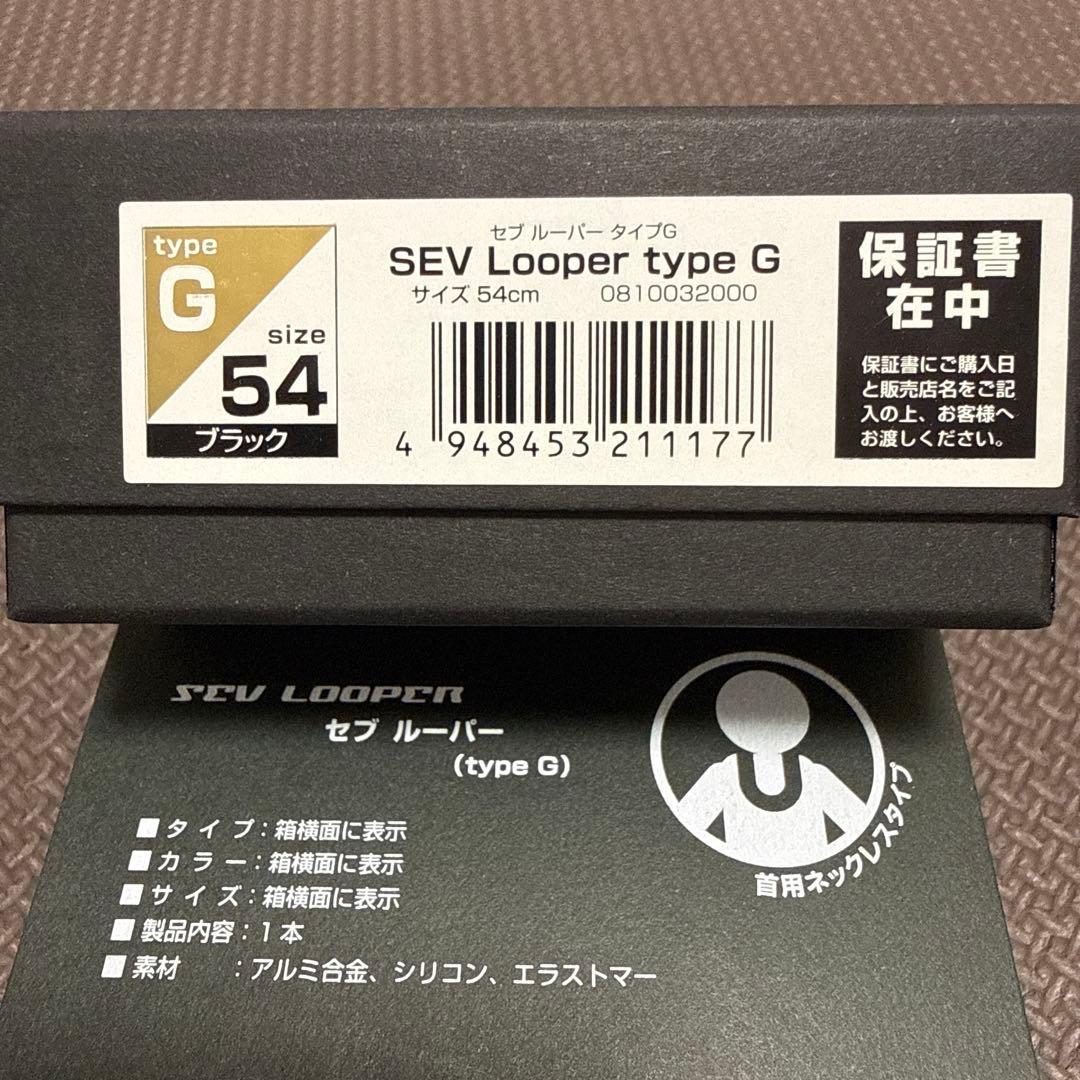 type
G
size
54
ブラック
セブ ルーパー タイプG
SEV Looper type G
サイズ 54cm 0810032000
4 948453 211177
保証書
在中
保証書にご購入日
と販売店名をご記
入の上、お客様へ
お渡しください。
SEV LOOPER
セブ ルーパー
(type G)
■タイプ:箱横面に表示
■カラー:箱横面に表示
■サイズ:箱横面に表示
■製品内容:1本
■素材 :アルミ合金、シリコン、エラストマー
首用ネックレスタイプ